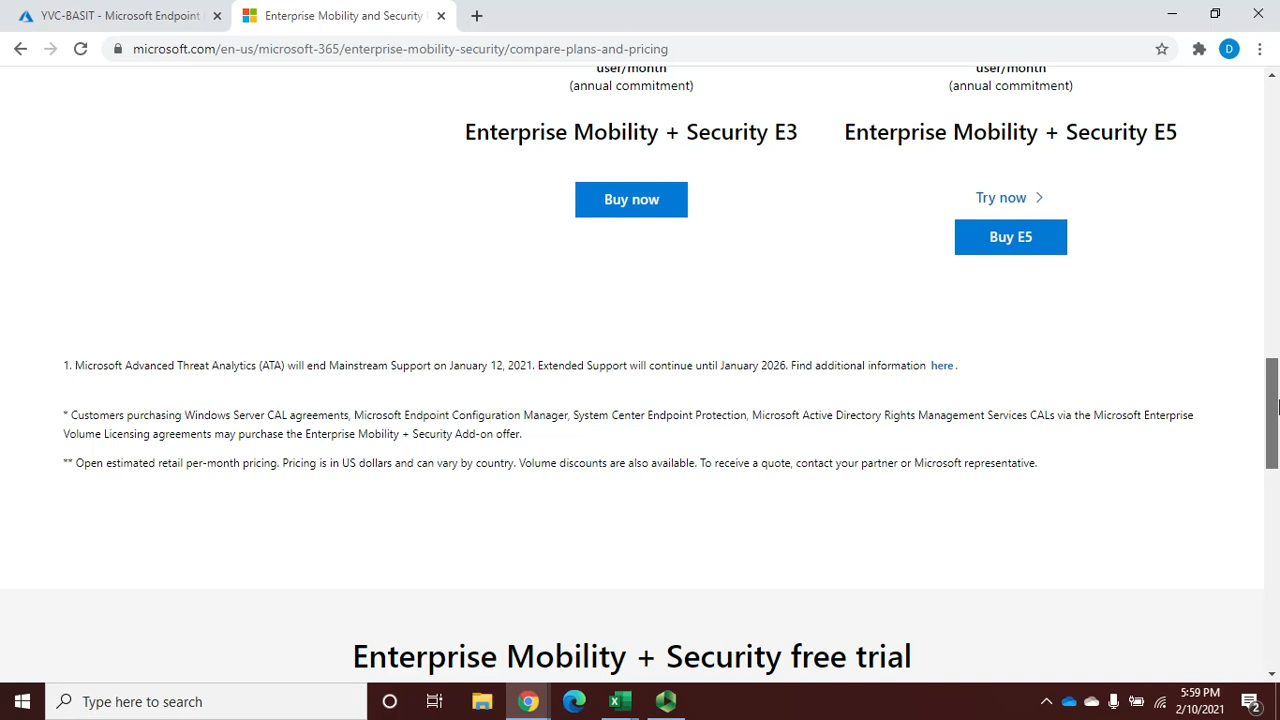 YVC-BASIT - Microsoft Endpoint
Enterprise Mobility and Security
microsoft.com/en-us/microsoft-365/enterprise-mobility-security/compare-plans-and-pricing
D
user/month
(annual commitment)
user/month
(annual commitment)
Enterprise Mobility + Security E3
Enterprise Mobility + Security E5
Buy now
Try now
Buy E5
1. Microsoft Advanced Threat Analytics (ATA) will end Mainstream Support on January 12, 2021. Extended Support will continue until January 2026. Find additional information here.
* Customers purchasing Windows Server CAL agreements, Microsoft Endpoint Configuration Manager, System Center Endpoint Protection, Microsoft Active Directory Rights Management Services CALs via the Microsoft Enterprise
Volume Licensing agreements may purchase the Enterprise Mobility + Security Add-on offer.
** Open estimated retail per-month pricing. Pricing is in US dollars and can vary by country. Volume discounts are also available. To receive a quote, contact your partner or Microsoft representative.
Enterprise Mobility + Security free trial
Type here to search
5:59 PM
2/10/2021
2